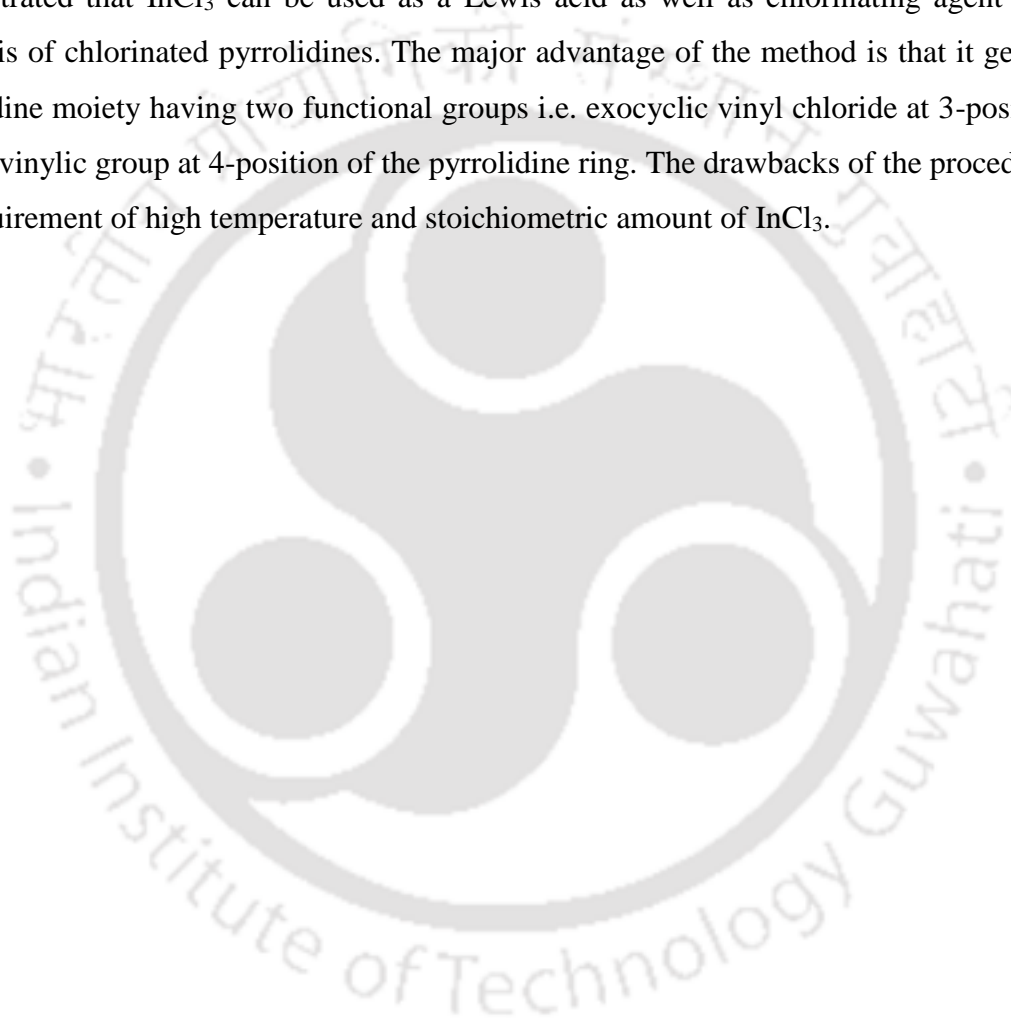 trated that InCl₃ can be used as a Lewis acid as well as chlorinating agent
is of chlorinated pyrrolidines. The major advantage of the method is that it ge
dine moiety having two functional groups i.e. exocyclic vinyl chloride at 3-pos
vinylic group at 4-position of the pyrrolidine ring. The drawbacks of the proced
uirement of high temperature and stoichiometric amount of InCl₃.
Indian Institute of Technology Guwahati